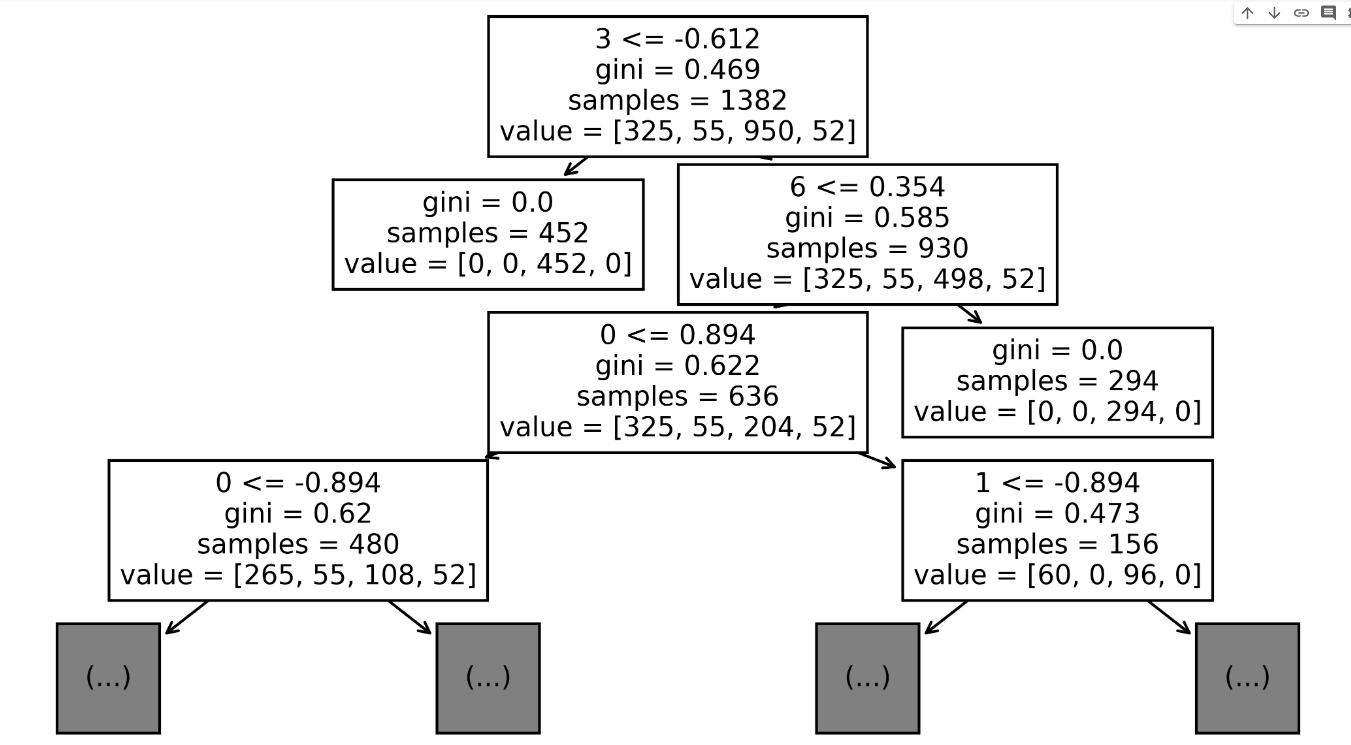 3 <= -0.612
gini = 0.469
samples = 1382
value = [325, 55, 950, 52]
gini = 0.0
samples = 452
value = [0, 0, 452, 0]
6 <= 0.354
gini = 0.585
samples = 930
value = [325, 55, 498, 52]
0 <= 0.894
gini = 0.622
samples = 636
value = [325, 55, 204, 52]
gini = 0.0
samples = 294
value = [0, 0, 294, 0]
0 <= -0.894
gini = 0.62
samples = 480
value = [265, 55, 108, 52]
1 <= -0.894
gini = 0.473
samples = 156
value = [60, 0, 96, 0]
(...)
(...)
(...)
(...)